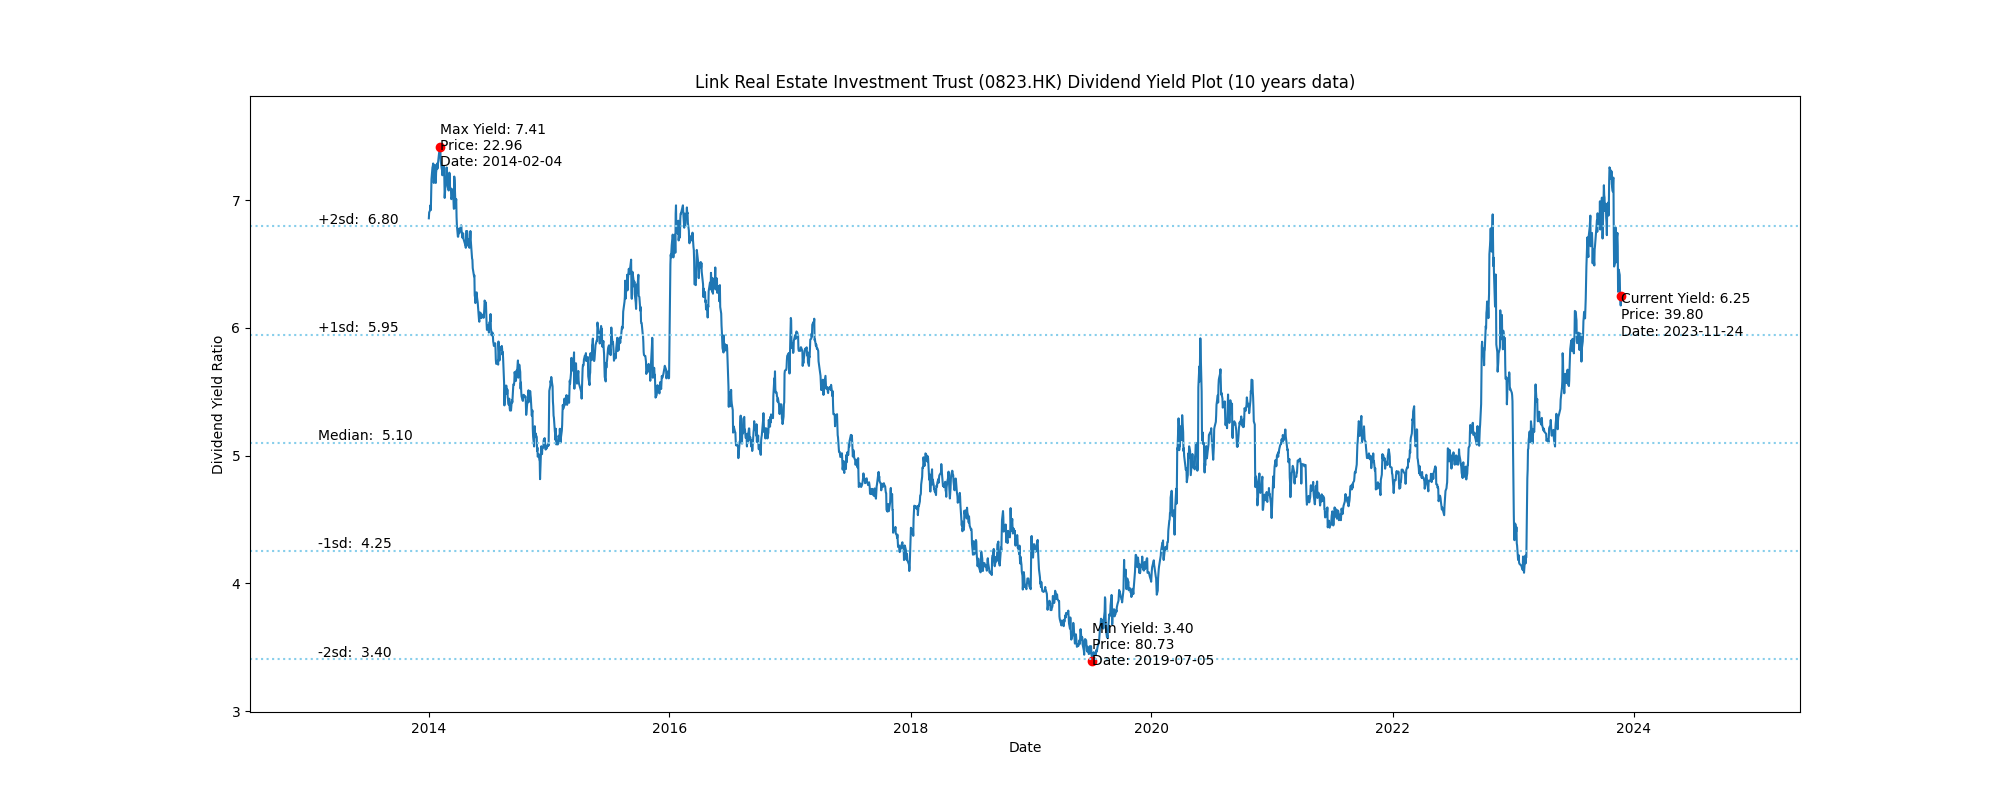 Link Real Estate Investment Trust (0823.HK) Dividend Yield Plot (10 years data)
Max Yield: 7.41
Price: 22.96
Date: 2014-02-04
7
+2sd:  6.80
Current Yield: 6.25
Price: 39.80
Date: 2023-11-24
6
+1sd:  5.95
Dividend Yield Ratio
Median:  5.10
5
-1sd:  4.25
4
Min Yield: 3.40
Price: 80.73
Date: 2019-07-05
-2sd:  3.40
3
2014 2016 2018 2020 2022 2024
Date